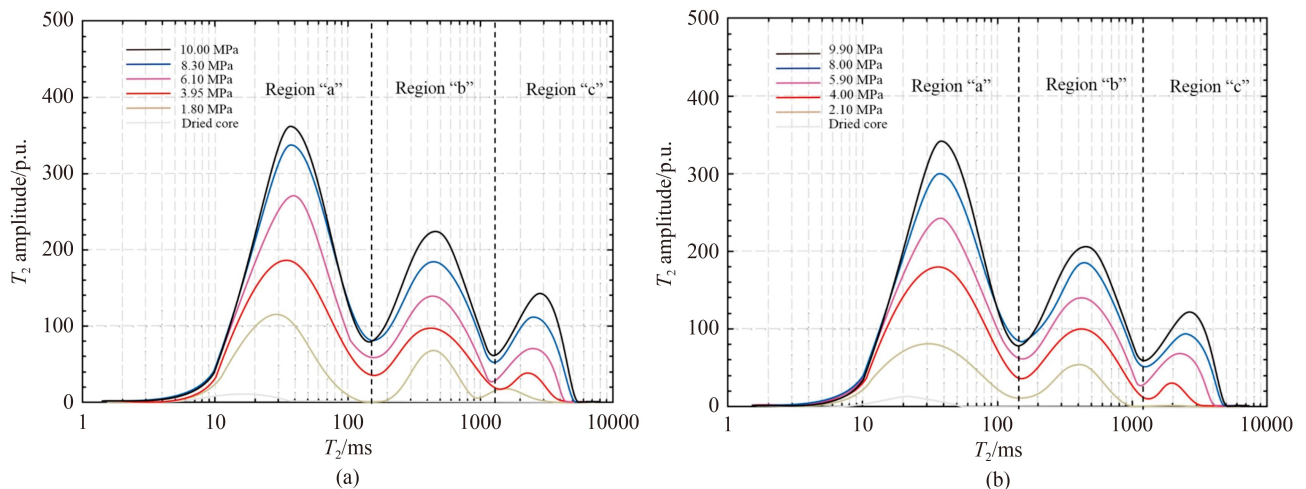 500
400
300
200
100
0
T₂ amplitude/p.u.
10.00 MPa
8.30 MPa
6.10 MPa
3.95 MPa
1.80 MPa
Dried core
Region “a”
Region “b”
Region “c”
1
10
100
1000
10000
T₂/ms
(a)
500
400
300
200
100
0
T₂ amplitude/p.u.
9.90 MPa
8.00 MPa
5.90 MPa
4.00 MPa
2.10 MPa
Dried core
Region “a”
Region “b”
Region “c”
1
10
100
1000
10000
T₂/ms
(b)